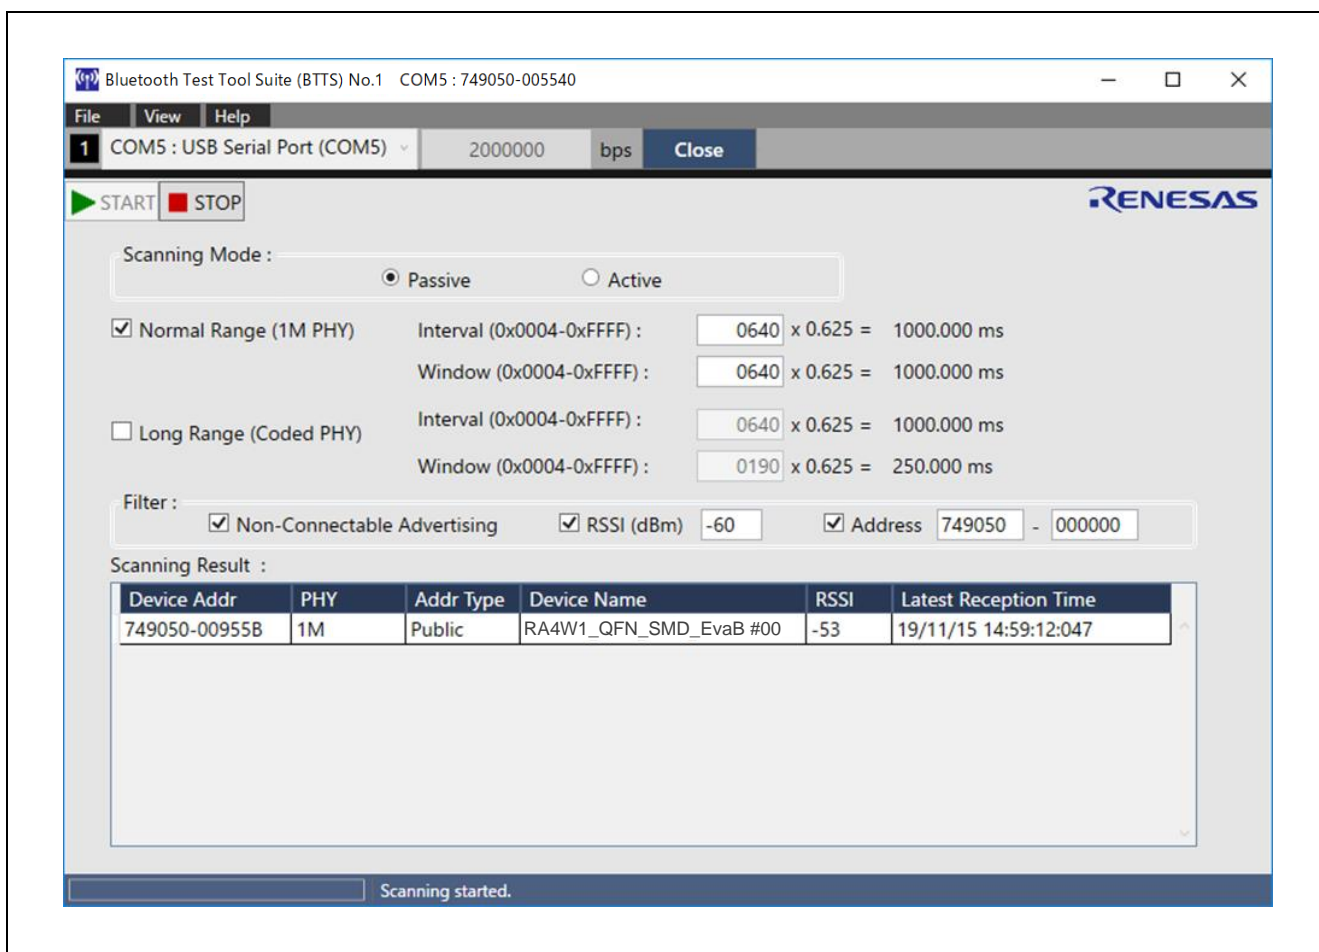 Bluetooth Test Tool Suite (BTTS) No.1 COM5 : 749050-005540
File View Help
1 COM5 : USB Serial Port (COM5) 2000000 bps Close
START STOP RENESAS
Scanning Mode :
Passive Active
Normal Range (1M PHY) Interval (0x0004-0xFFFF) : 0640 x 0.625 = 1000.000 ms
Window (0x0004-0xFFFF) : 0640 x 0.625 = 1000.000 ms
Long Range (Coded PHY) Interval (0x0004-0xFFFF) : 0640 x 0.625 = 1000.000 ms
Window (0x0004-0xFFFF) : 0190 x 0.625 = 250.000 ms
Filter :
Non-Connectable Advertising RSSI (dBm) -60 Address 749050 - 000000
Scanning Result :
Device Addr PHY Addr Type Device Name RSSI Latest Reception Time
749050-00955B 1M Public RA4W1_QFN_SMD_EvaB #00 -53 19/11/15 14:59:12:047
Scanning started.